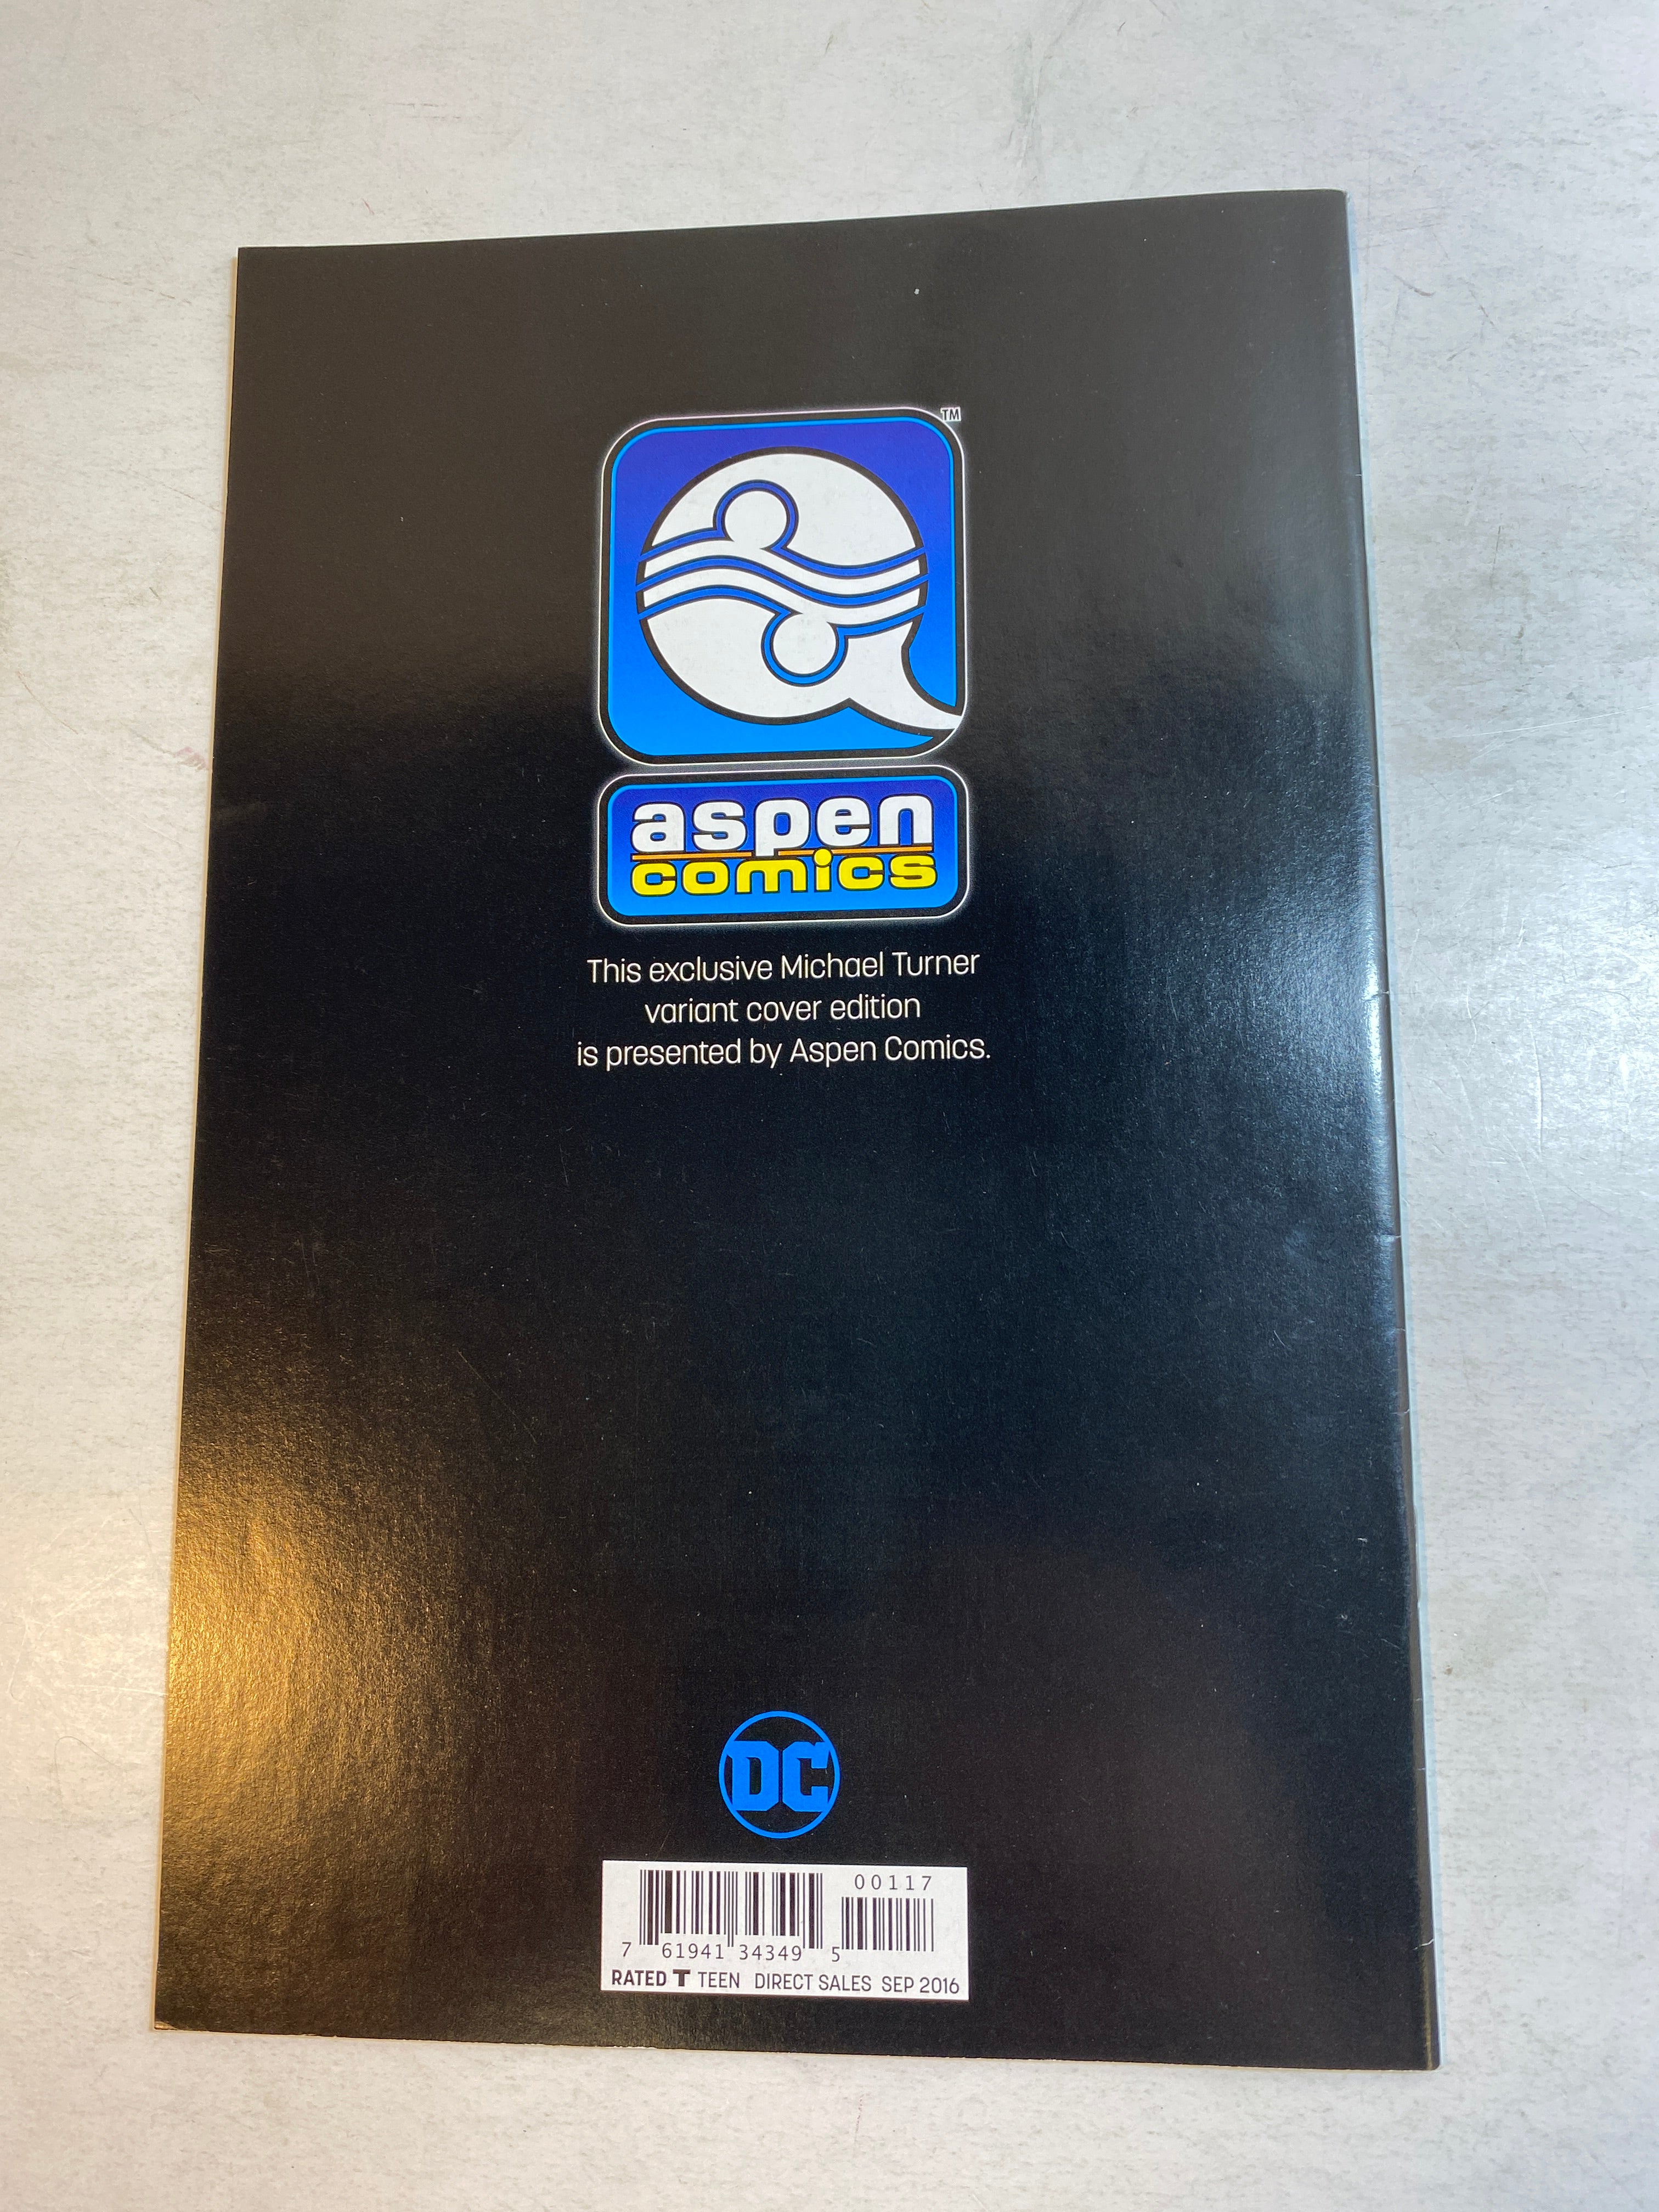 TM
aspen
comics
This exclusive Michael Turner
variant cover edition
is presented by Aspen Comics.
DC
00117
7 61941 34349 5
RATED T TEEN DIRECT SALES SEP 2016